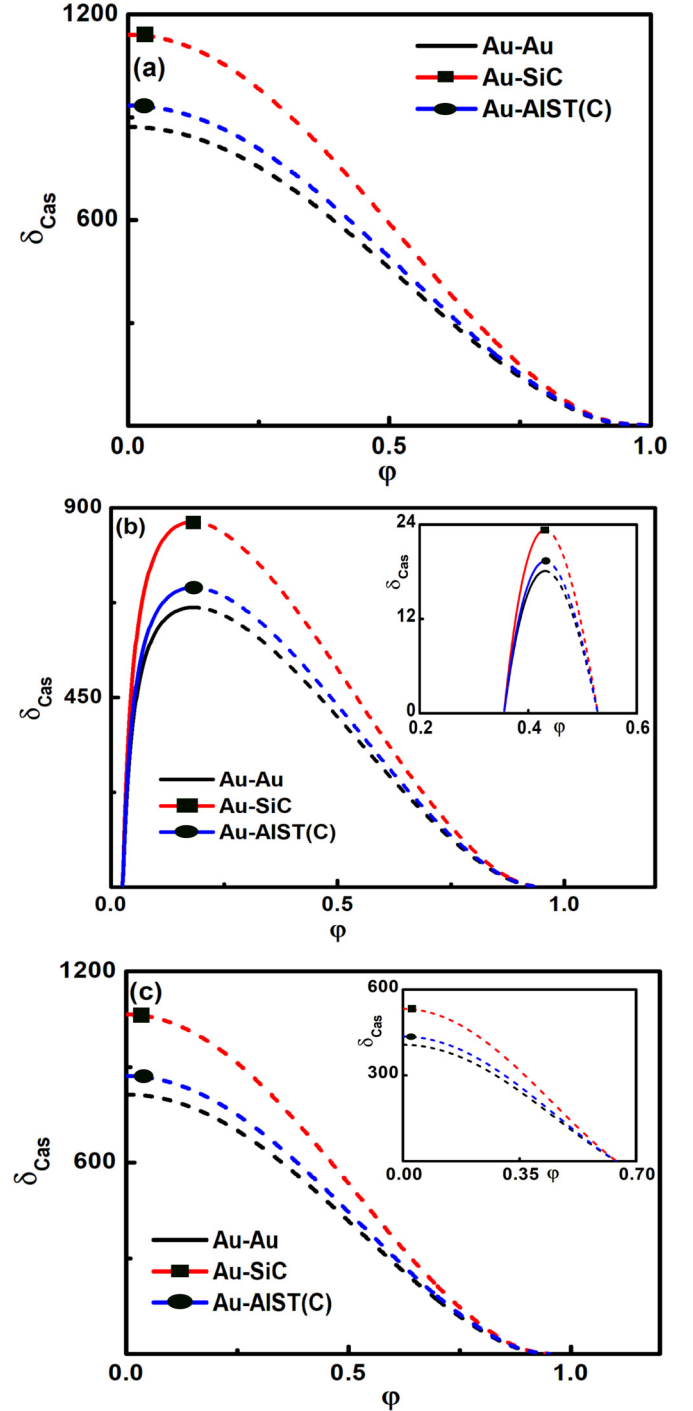 1200
(a)
Au-Au
Au-SiC
Au-AIST(C)
600
δCas
0.0
0.5
1.0
φ
900
(b)
24
δCas
12
0
0.2
0.4
φ
0.6
450
δCas
Au-Au
Au-SiC
Au-AIST(C)
0.0
0.5
1.0
φ
1200
(c)
600
δCas
300
0.00
0.35
φ
0.70
600
δCas
Au-Au
Au-SiC
Au-AIST(C)
0.0
0.5
1.0
φ